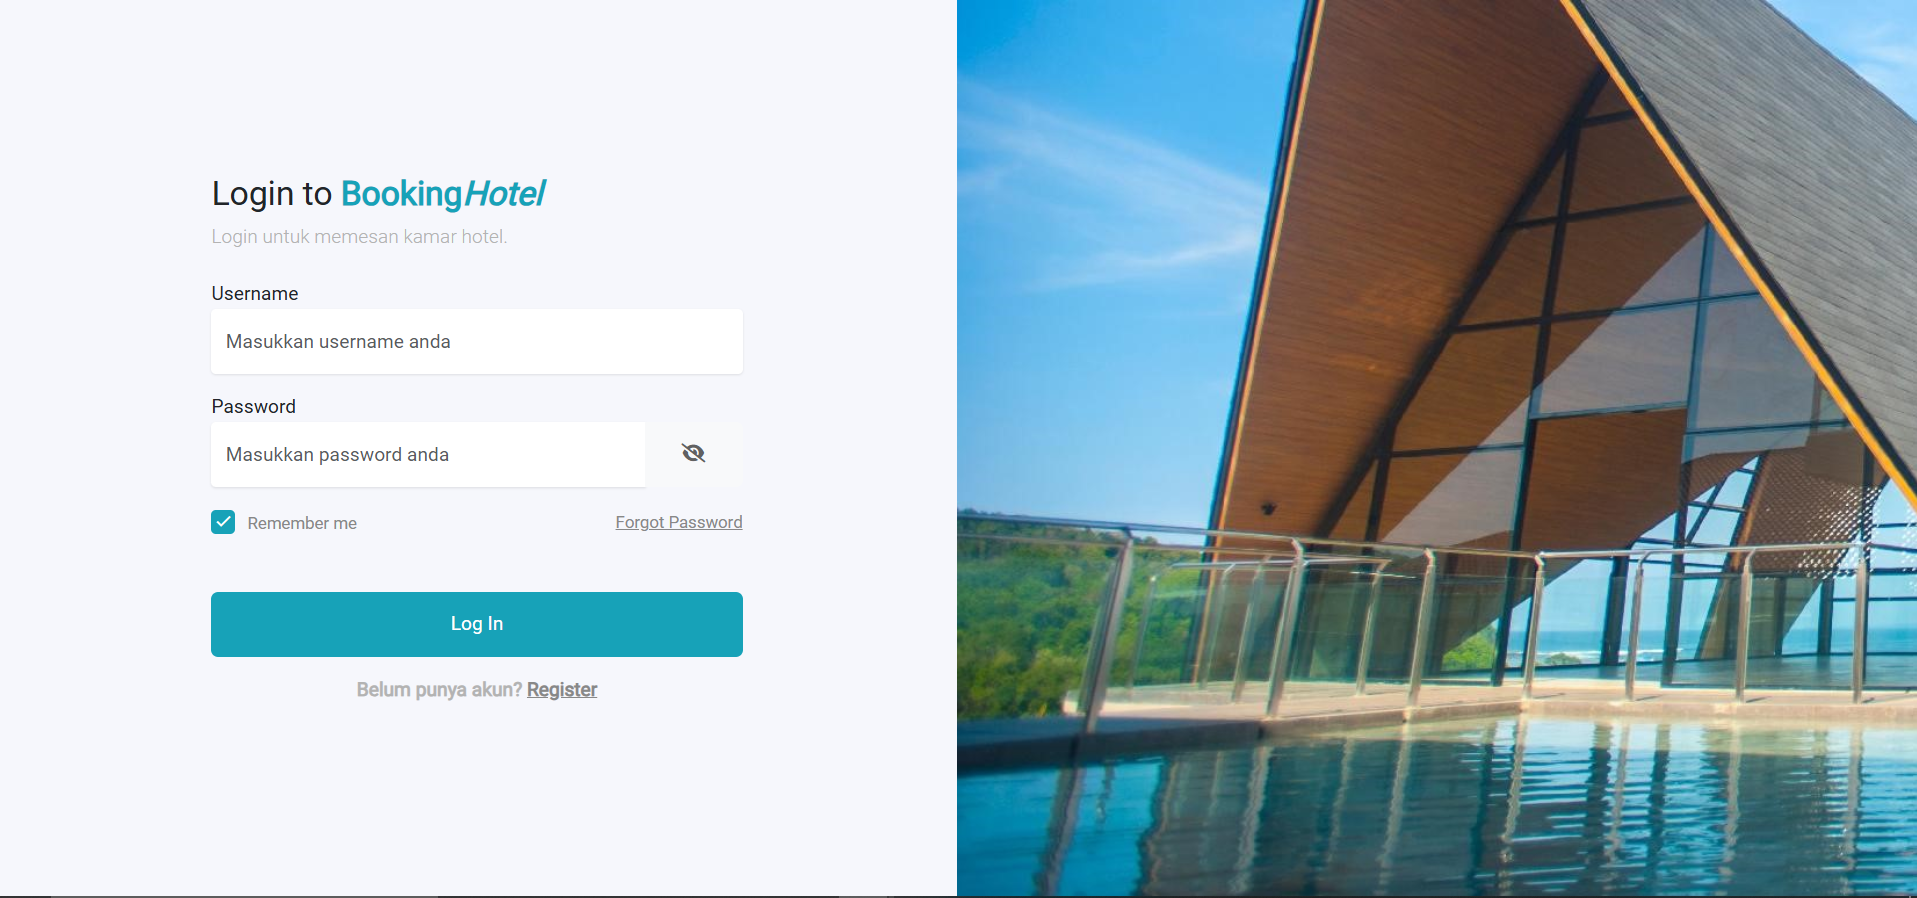 Login to BookingHotel
Login untuk memesan kamar hotel.
Username
Masukkan username anda
Password
Masukkan password anda
Remember me
Forgot Password
Log In
Belum punya akun? Register